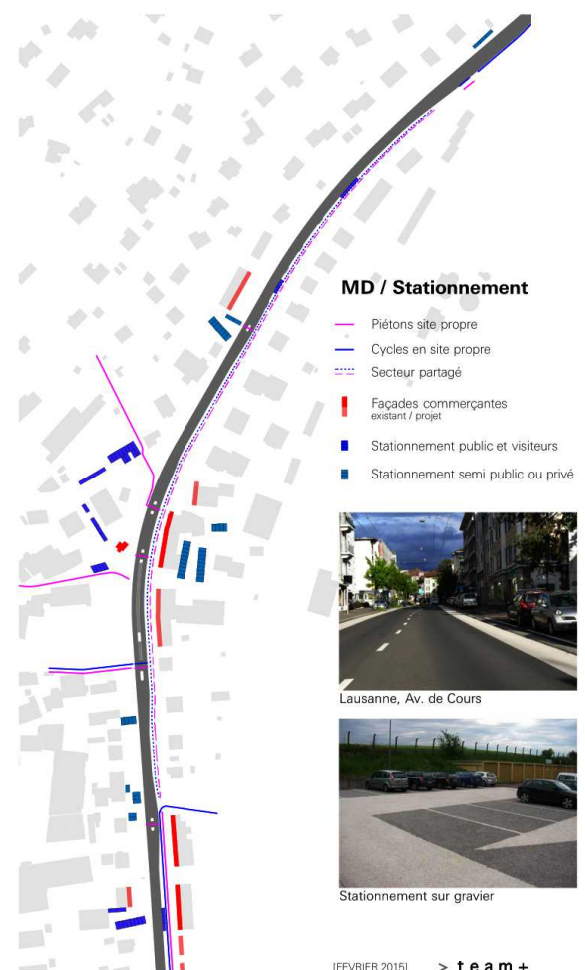 MD / Stationnement
Piétons site propre
Cycles en site propre
Secteur partagé
Façades commerçantes
existant / projet
Stationnement public et visiteurs
Stationnement semi public ou privé
Lausanne, Av. de Cours
Stationnement sur gravier
[FEVRIER 2015] > team+